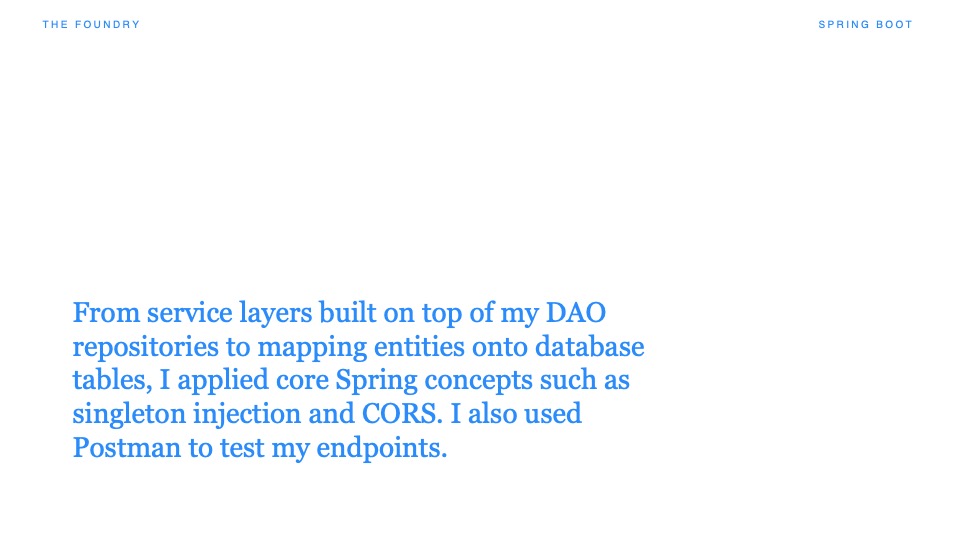 THE FOUNDRY
SPRING BOOT
From service layers built on top of my DAO
repositories to mapping entities onto database
tables, I applied core Spring concepts such as
singleton injection and CORS. I also used
Postman to test my endpoints.